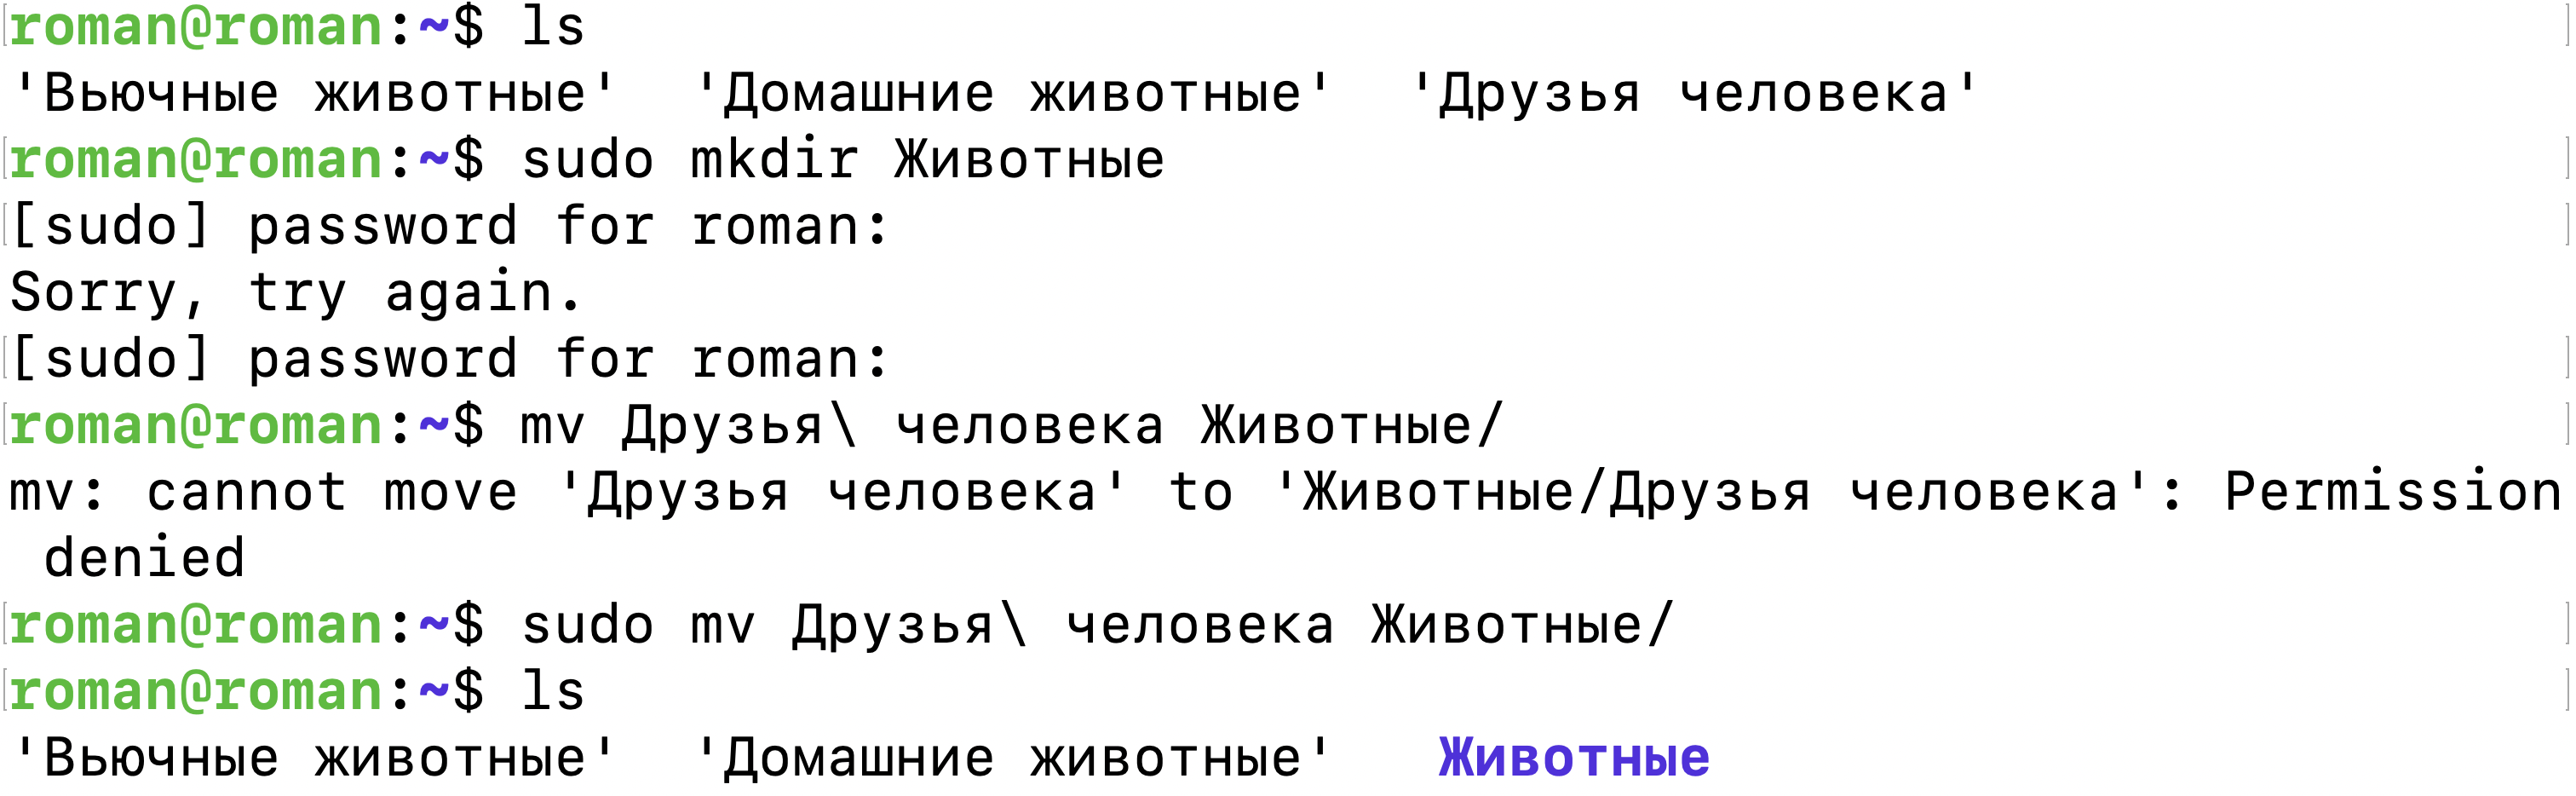 roman@roman:~$ ls
'Вьючные животные'  'Домашние животные'  'Друзья человека'
roman@roman:~$ sudo mkdir Животные
[sudo] password for roman:
Sorry, try again.
[sudo] password for roman:
roman@roman:~$ mv Друзья\ человека Животные/
mv: cannot move 'Друзья человека' to 'Животные/Друзья человека': Permission
 denied
roman@roman:~$ sudo mv Друзья\ человека Животные/
roman@roman:~$ ls
'Вьючные животные'  'Домашние животные'   Животные